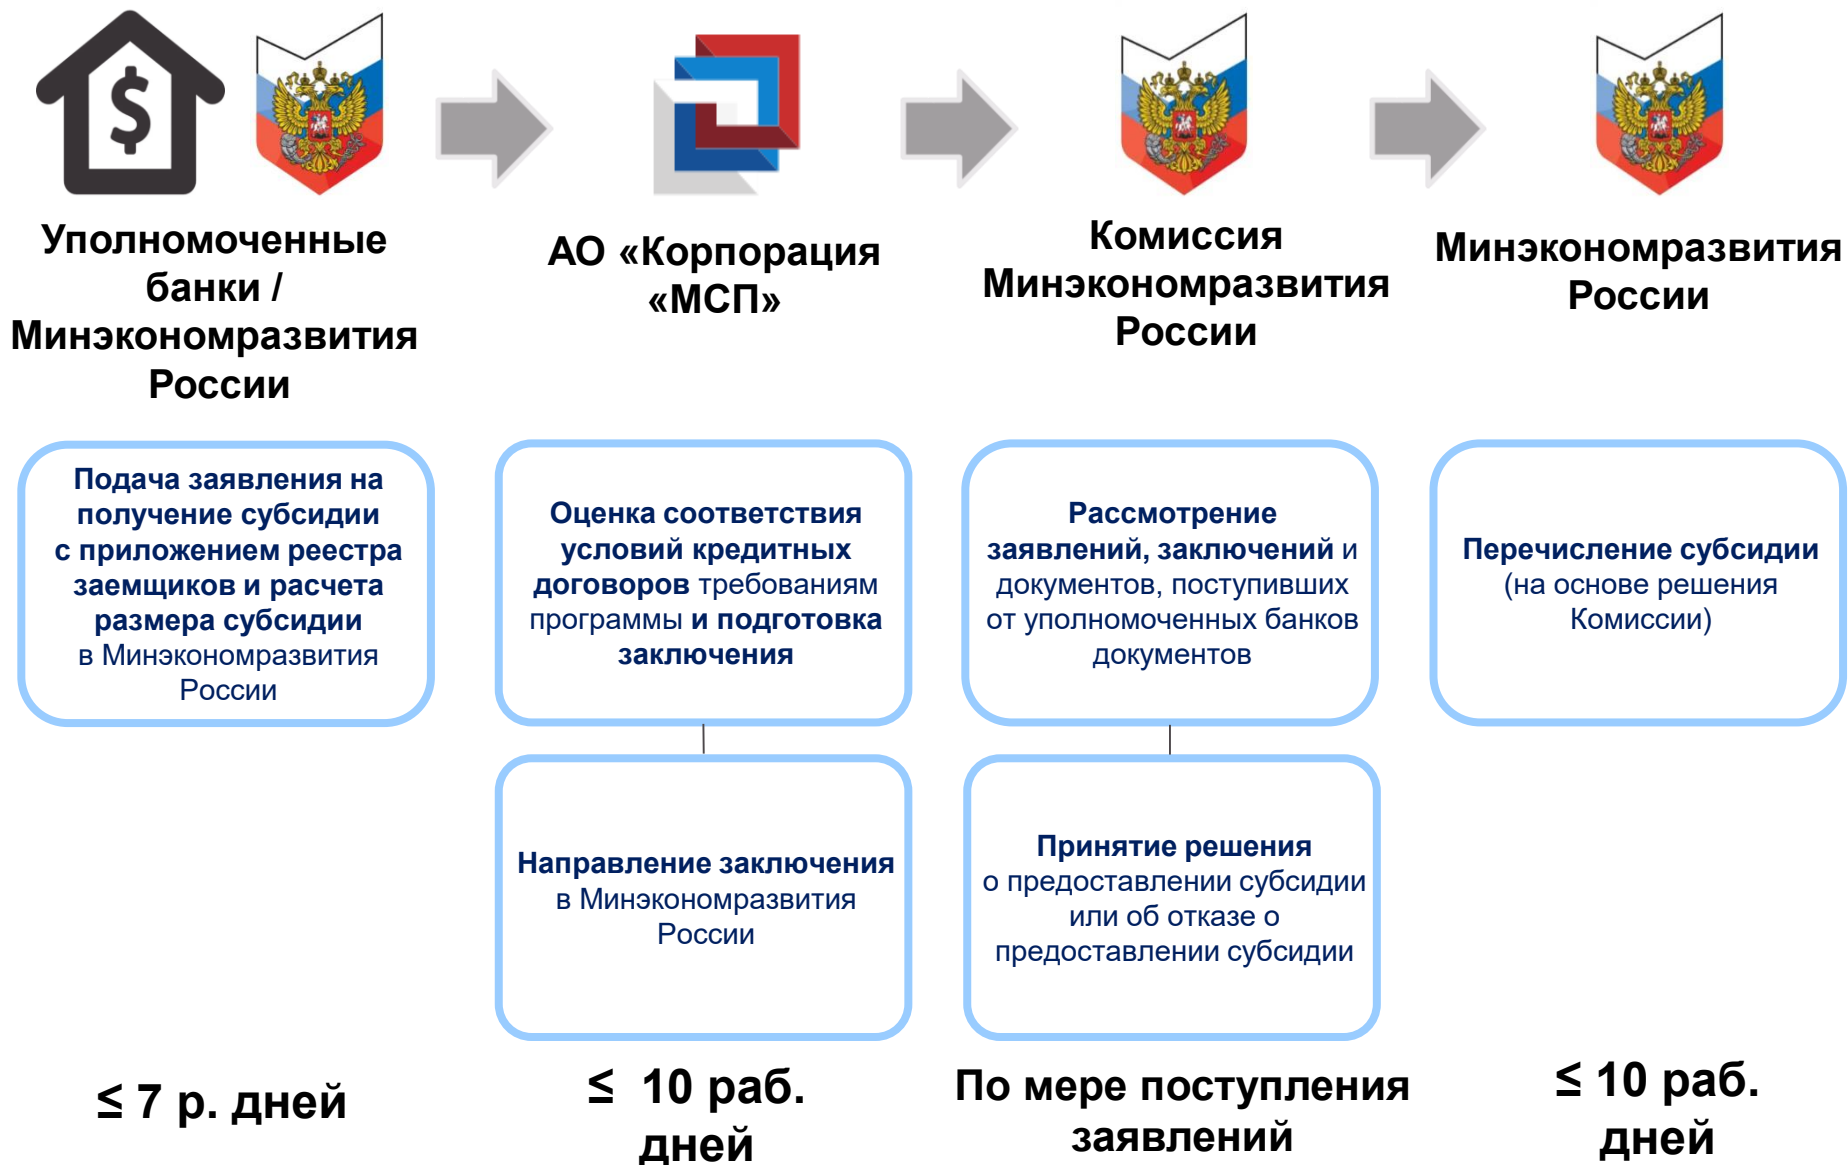 Уполномоченные
банки /
Минэкономразвития
России
АО «Корпорация
«МСП»
Комиссия
Минэкономразвития
России
Минэкономразвития
России
Подача заявления на
получение субсидии
с приложением реестра
заемщиков и расчета
размера субсидии
в Минэкономразвития
России
Оценка соответствия
условий кредитных
договоров требованиям
программы и подготовка
заключения
Рассмотрение
заявлений, заключений и
документов, поступивших
от уполномоченных банков
документов
Перечисление субсидии
(на основе решения
Комиссии)
Направление заключения
в Минэкономразвития
России
Принятие решения
о предоставлении субсидии
или об отказе о
предоставлении субсидии
≤ 7 р. дней
≤ 10 раб.
дней
По мере поступления
заявлений
≤ 10 раб.
дней